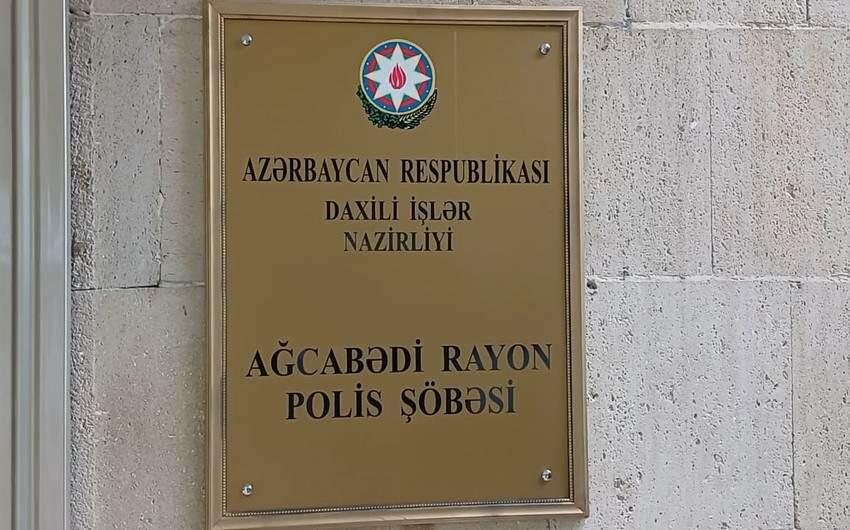 AZƏRBAYCAN RESPUBLİKASI
DAXİLİ İŞLƏR
NAZİRLİYİ
AĞCABƏDİ RAYON
POLİS ŞÖBƏSİ